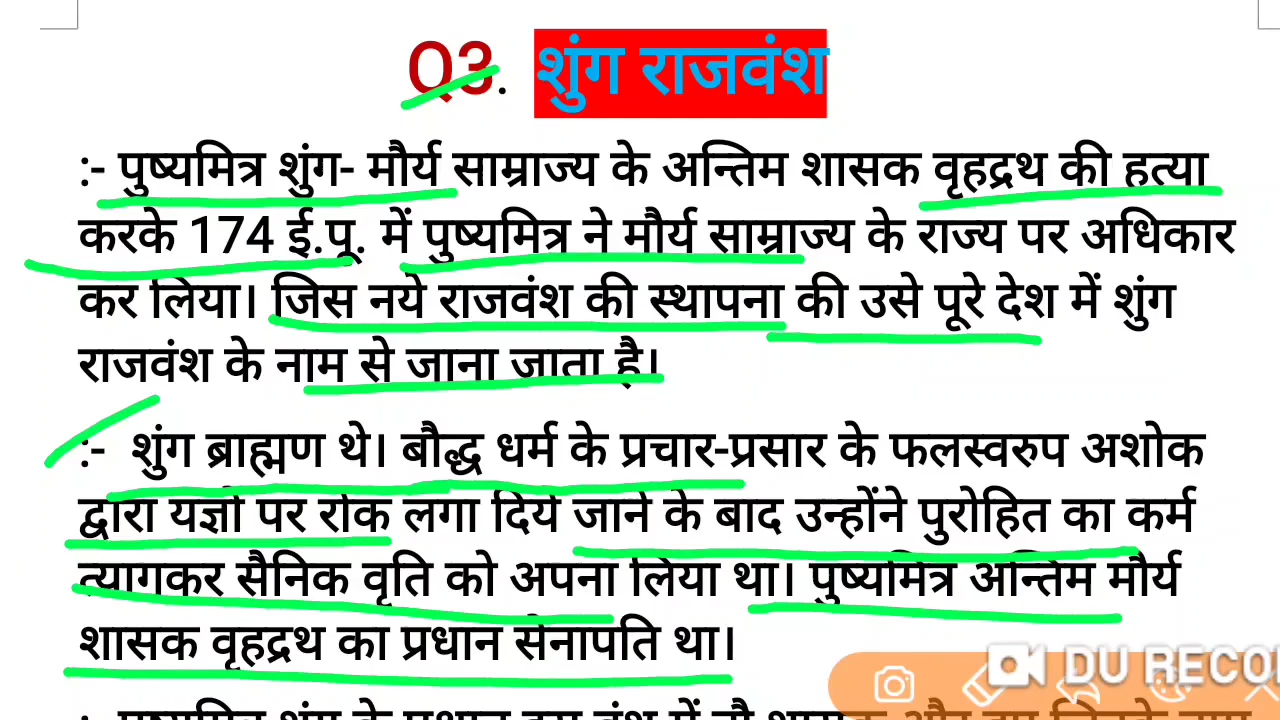 Q3. शुंग राजवंश
:- पुष्यमित्र शुंग- मौर्य साम्राज्य के अन्तिम शासक वृहद्रथ की हत्या
करके 174 ई.पू. में पुष्यमित्र ने मौर्य साम्राज्य के राज्य पर अधिकार
कर लिया। जिस नये राजवंश की स्थापना की उसे पूरे देश में शुंग
राजवंश के नाम से जाना जाता है।
:- शुंग ब्राह्मण थे। बौद्ध धर्म के प्रचार-प्रसार के फलस्वरुप अशोक
द्वारा यज्ञों पर रोक लगा दिये जाने के बाद उन्होंने पुरोहित का कर्म
त्यागकर सैनिक वृति को अपना लिया था। पुष्यमित्र अन्तिम मौर्य
शासक वृहद्रथ का प्रधान सेनापति था।
DU RECO